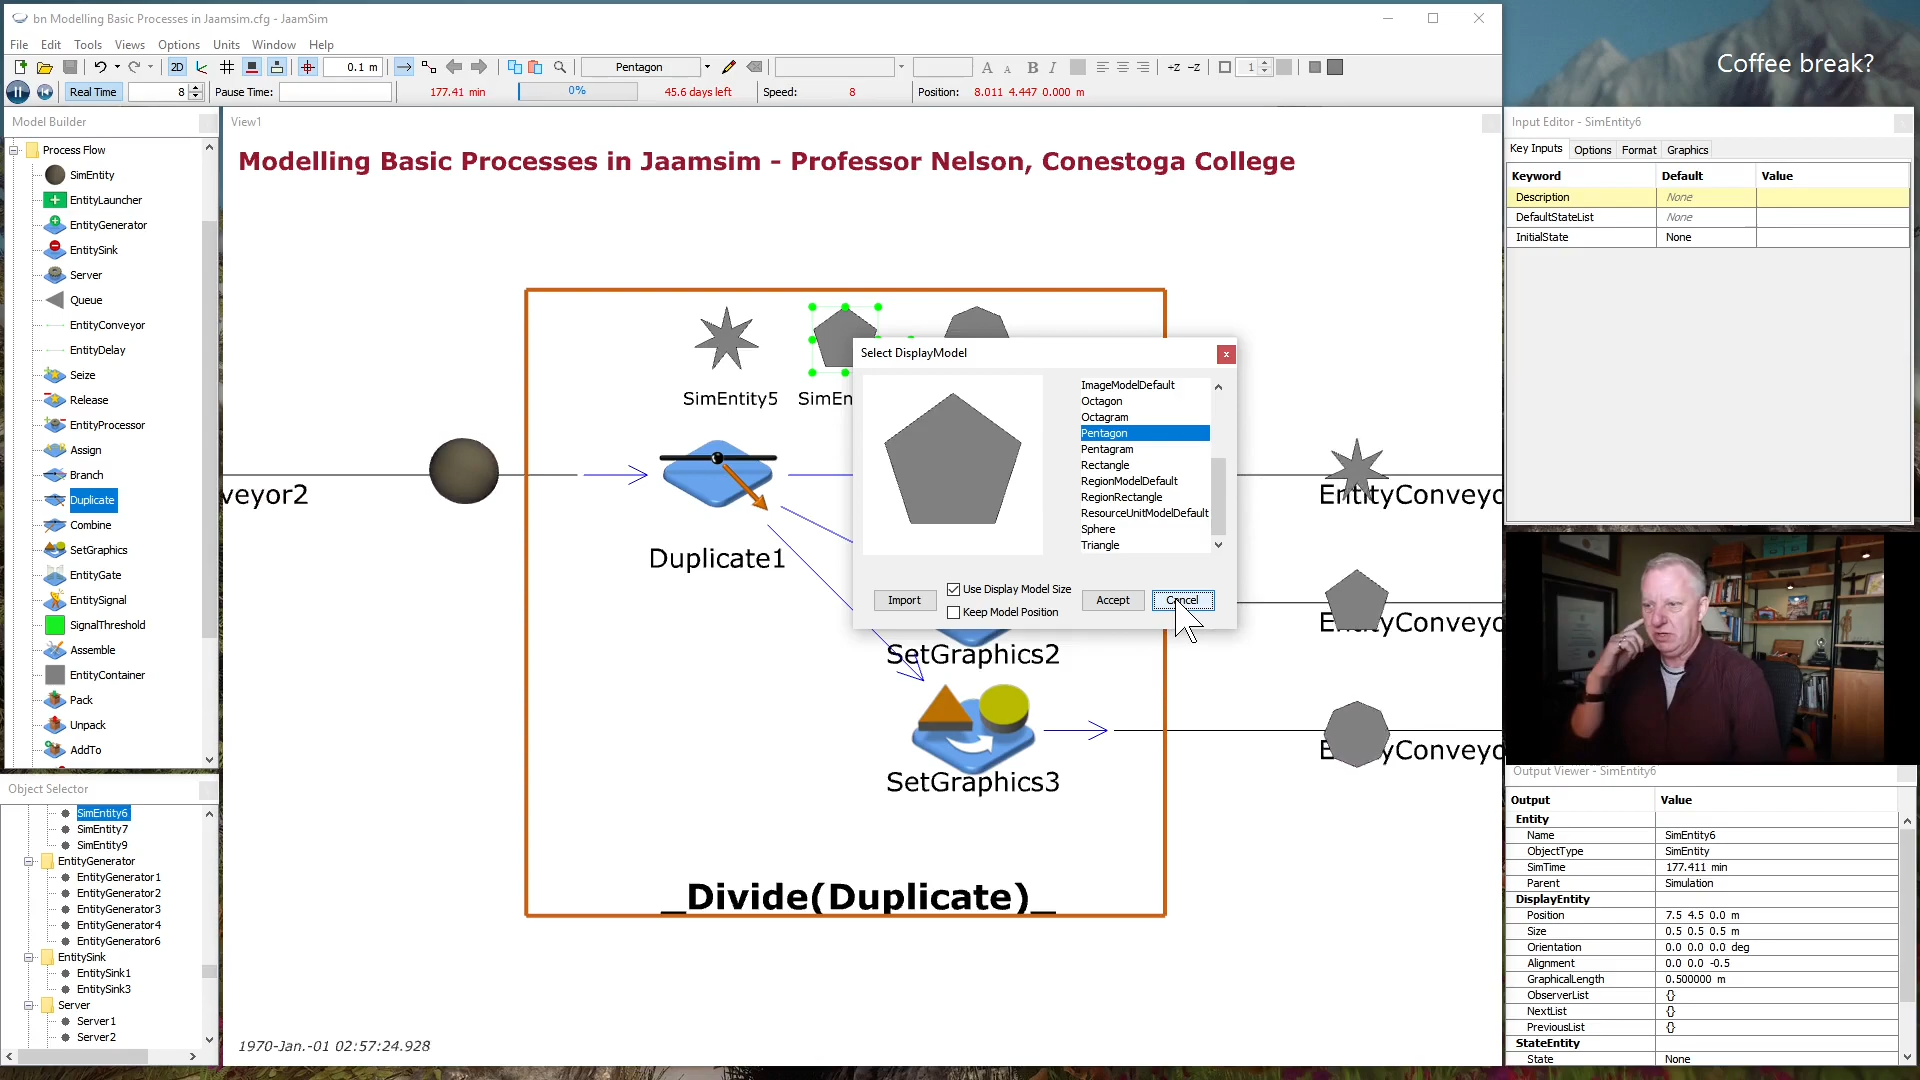 bn Modelling Basic Processes in Jaamsim.cfg - JaamSim
Coffee break?
File Edit Tools Views Options Units Window Help
2D 0.1 m Pentagon A A B I +Z -Z 1
Real Time 8 Pause Time: 177.41 min 0% 45.6 days left Speed: 8 Position: 8.011 4.447 0.000 m
Model Builder
Process Flow
SimEntity
EntityLauncher
EntityGenerator
EntitySink
Server
Queue
EntityConveyor
EntityDelay
Seize
Release
EntityProcessor
Assign
Branch
Duplicate
Combine
SetGraphics
EntityGate
EntitySignal
SignalThreshold
Assemble
EntityContainer
Pack
Unpack
AddTo
Object Selector
SimEntity6
SimEntity7
SimEntity9
EntityGenerator
EntityGenerator1
EntityGenerator2
EntityGenerator3
EntityGenerator4
EntityGenerator6
EntitySink
EntitySink1
EntitySink3
Server
Server1
Server2
View1
Modelling Basic Processes in Jaamsim - Professor Nelson, Conestoga College
SimEntity5 SimEn
veyor2
Duplicate1
SetGraphics2
SetGraphics3
_Divide(Duplicate)_
EntityConveyo
EntityConveyo
EntityConveyo
1970-Jan.-01 02:57:24.928
Select DisplayModel
x
ImageModelDefault
Octagon
Octagram
Pentagon
Pentagram
Rectangle
RegionModelDefault
RegionRectangle
ResourceUnitModelDefault
Sphere
Triangle
Import
Use Display Model Size
Keep Model Position
Accept
Cancel
Input Editor - SimEntity6
Key Inputs Options Format Graphics
Keyword Default Value
Description None
DefaultStateList None
InitialState None
Output Viewer - SimEntity6
Output Value
Entity
Name SimEntity6
ObjectType SimEntity
SimTime 177.411 min
Parent Simulation
DisplayEntity
Position 7.5 4.5 0.0 m
Size 0.5 0.5 0.5 m
Orientation 0.0 0.0 0.0 deg
Alignment 0.0 0.0 -0.5
GraphicalLength 0.500000 m
ObserverList {}
NextList {}
PreviousList {}
StateEntity
State None